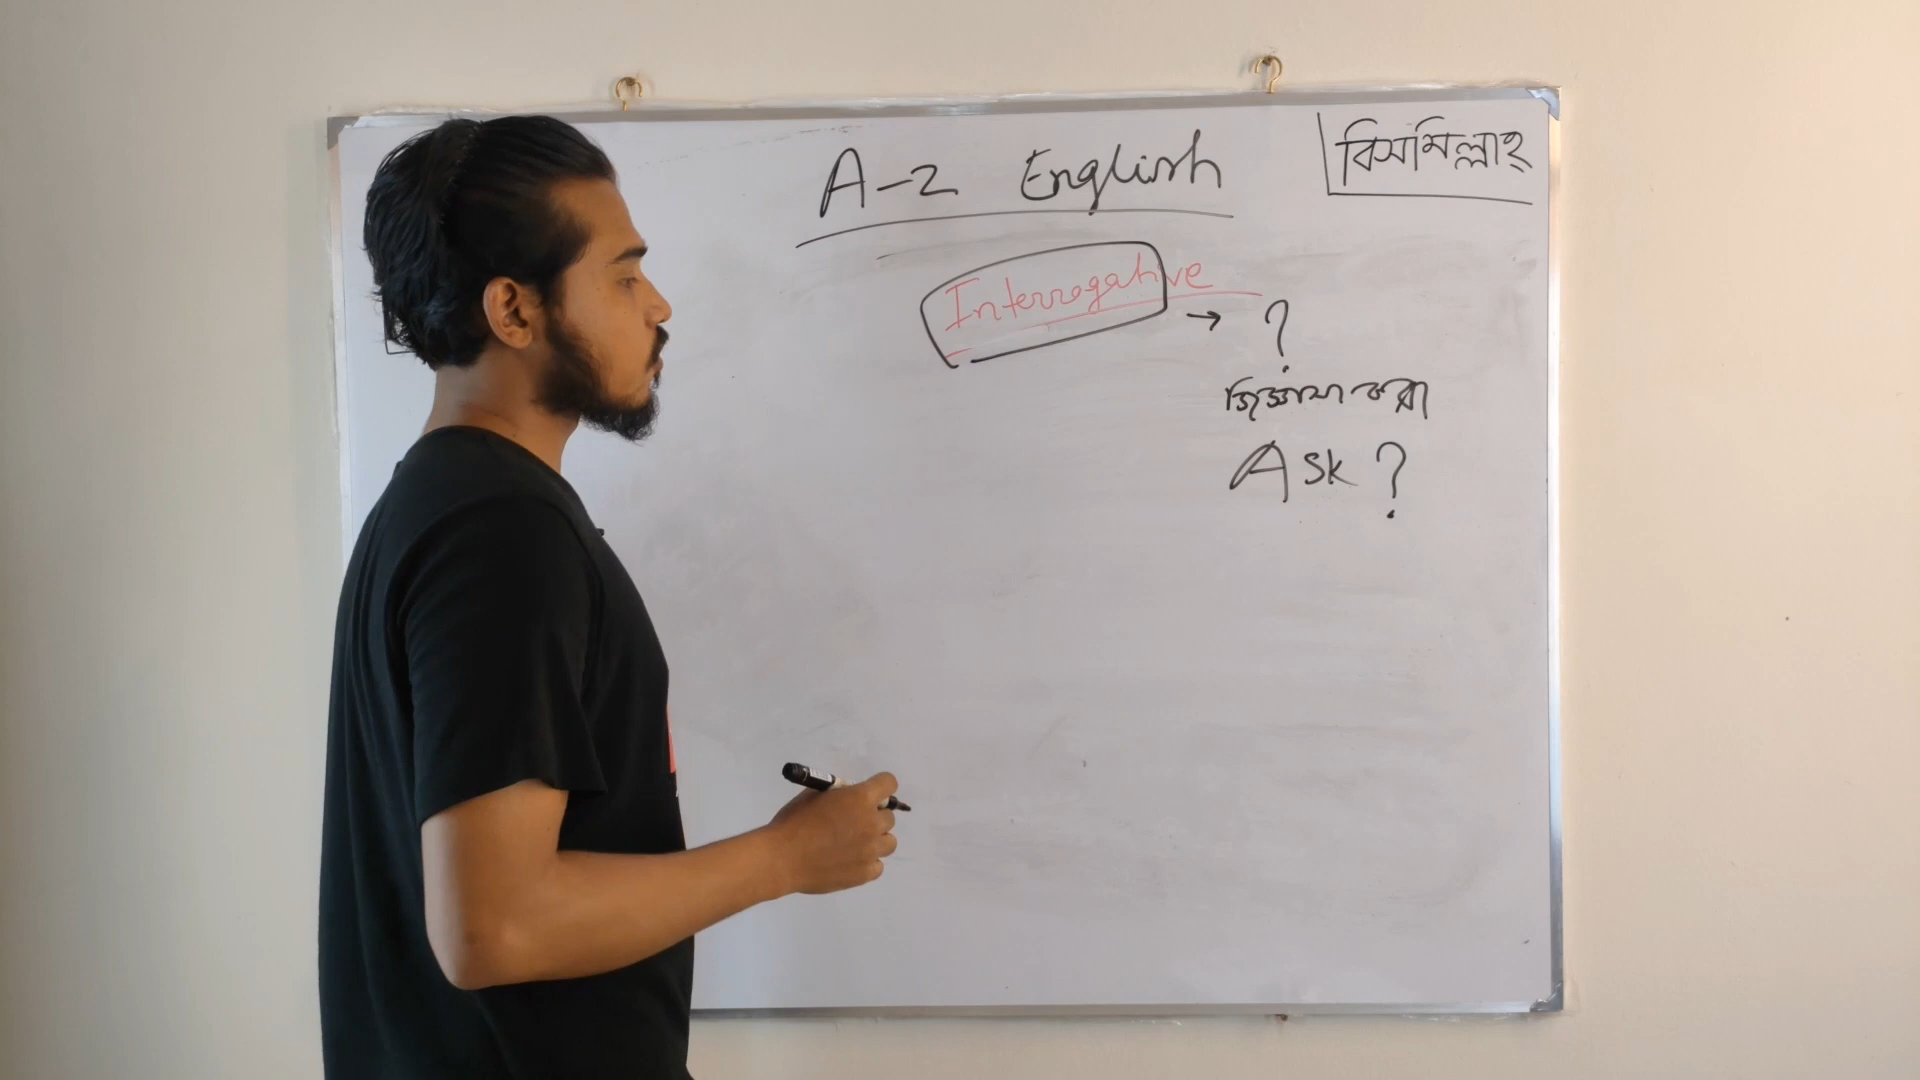 A-Z English
বিসমিল্লাহ
Interrogative
→ ?
জিজ্ঞাসা করা
Ask ?